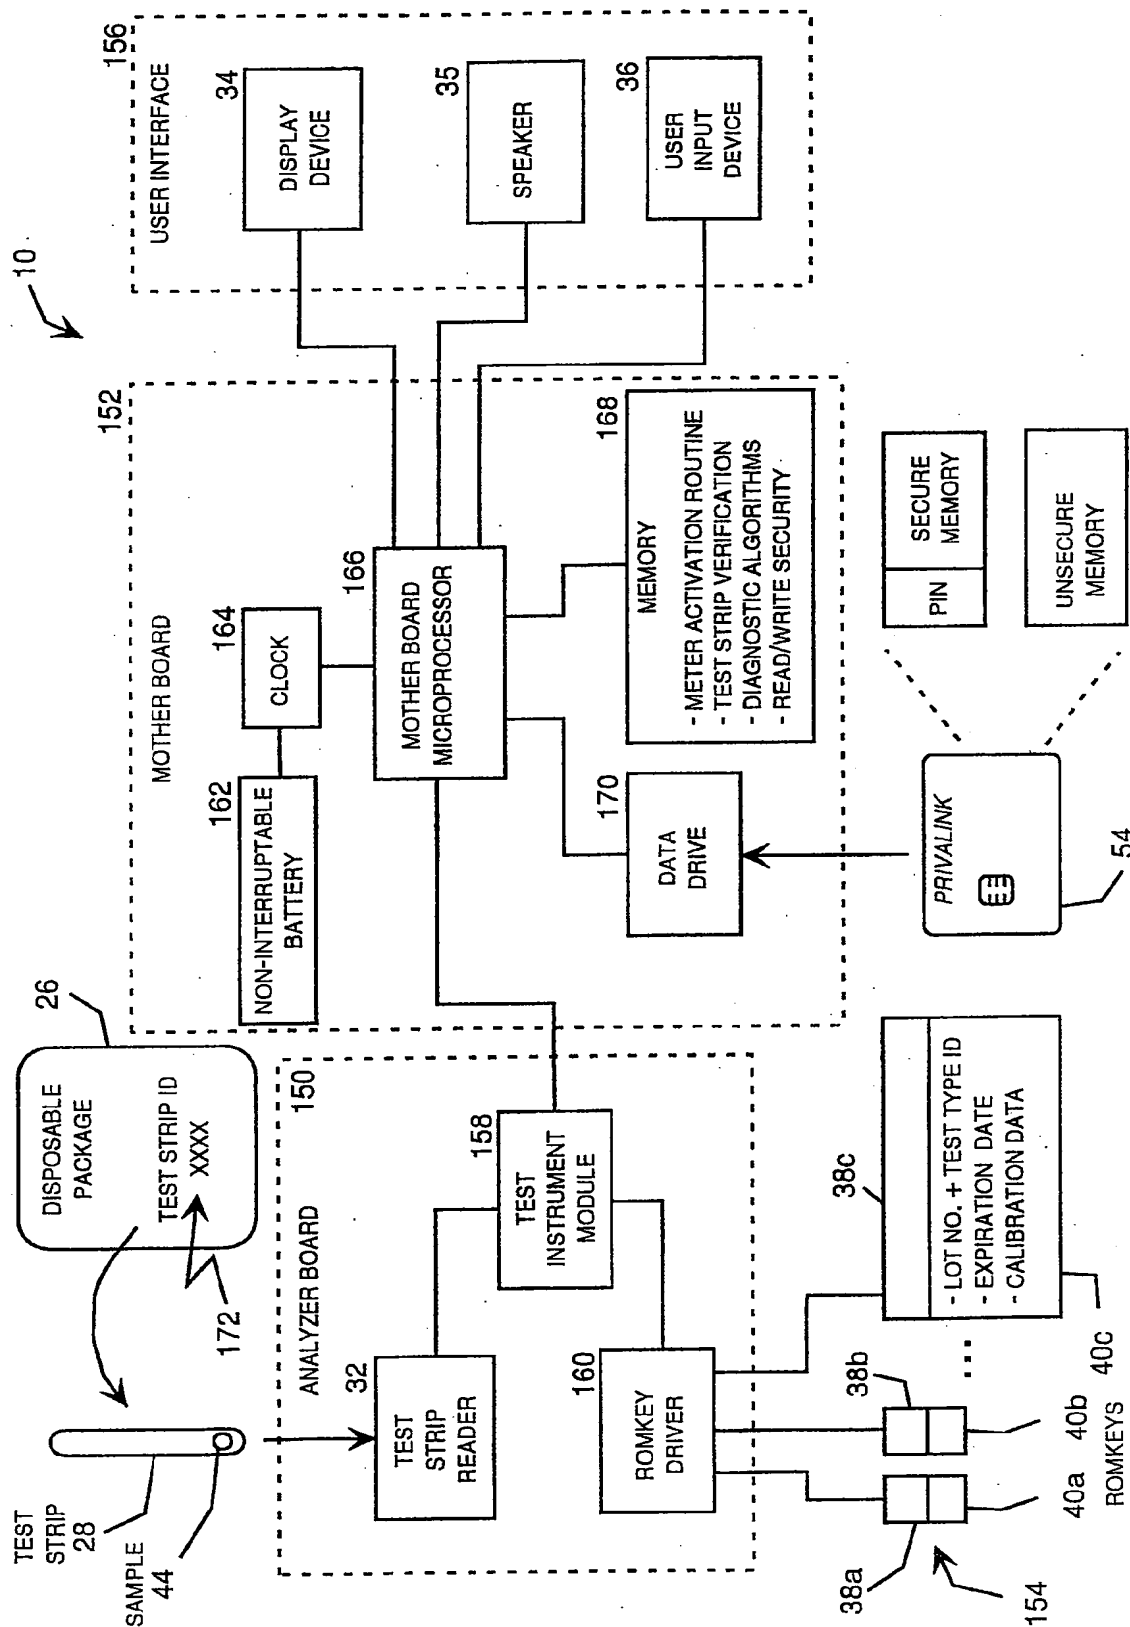 10
TEST
STRIP
28
SAMPLE
44
DISPOSABLE
PACKAGE
TEST STRIP ID
XXXX
26
172
ANALYZER BOARD
150
32
TEST
STRIP
READER
158
TEST
INSTRUMENT
MODULE
160
ROMKEY
DRIVER
38a
38b
38c
- LOT NO. + TEST TYPE ID
- EXPIRATION DATE
- CALIBRATION DATA
...
154
40a
40b
40c
ROMKEYS
MOTHER BOARD
152
162
NON-INTERRUPTABLE
BATTERY
164
CLOCK
166
MOTHER BOARD
MICROPROCESSOR
170
DATA
DRIVE
168
MEMORY
- METER ACTIVATION ROUTINE
- TEST STRIP VERIFICATION
- DIAGNOSTIC ALGORITHMS
- READ/WRITE SECURITY
PRIVALINK
54
PIN
SECURE
MEMORY
UNSECURE
MEMORY
156
USER INTERFACE
34
DISPLAY
DEVICE
35
SPEAKER
36
USER
INPUT
DEVICE